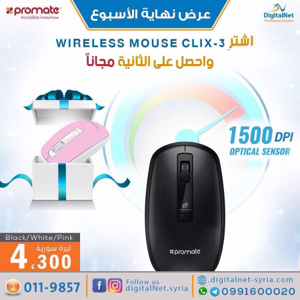 promate
incredible innovation
عرض نهاية الأسبوع
DigitalNet
اشترِ WIRELESS MOUSE CLIX-3
واحصل على الثانية مجاناً
1500 DPI
OPTICAL SENSOR
promate
Black/White/Pink
4,300 ليرة سورية
011-9857
Follow us
digitalNet.syria
digitalnet-syria.com
0991600020